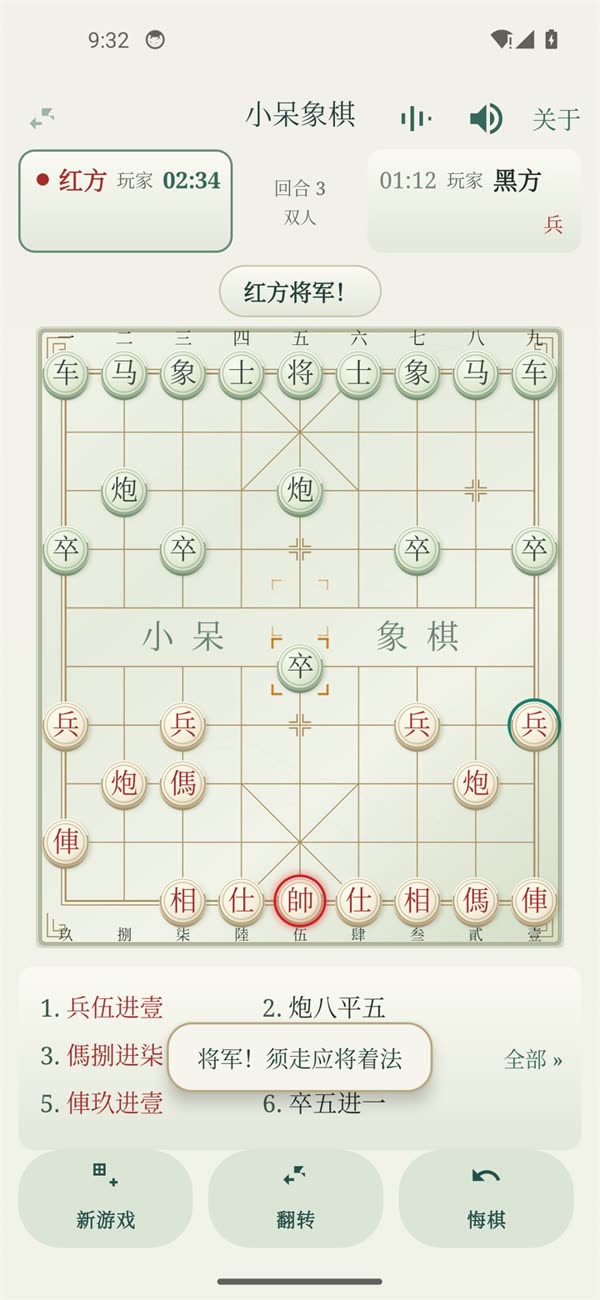 9:32
小呆象棋
关于
红方 玩家 02:34
回合 3
双人
01:12 玩家 黑方
兵
红方将军！
一 二 三 四 五 六 七 八 九
车 马 象 士 将 士 象 马 车
炮 炮
卒 卒 卒 卒
小呆 象棋
卒
兵 兵 兵 兵
炮 傌 炮
俥
相 仕 帥 仕 相 傌 俥
玖 捌 柒 陸 伍 肆 叁 贰 壹
1. 兵伍进壹 2. 炮八平五
3. 傌捌进柒
将军！须走应将着法
全部 »
5. 俥玖进壹 6. 卒五进一
新游戏 翻转 悔棋